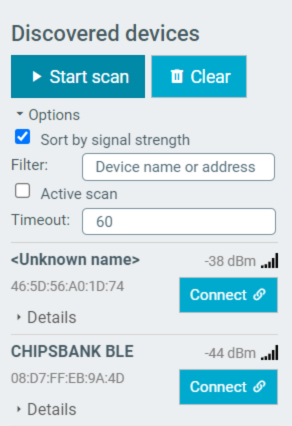 Discovered devices
Start scan Clear
Options
Sort by signal strength
Filter: Device name or address
Active scan
Timeout: 60
<Unknown name> -38 dBm
46:5D:56:A0:1D:74 Connect
Details
CHIPSBANK BLE -44 dBm
08:D7:FF:EB:9A:4D Connect
Details